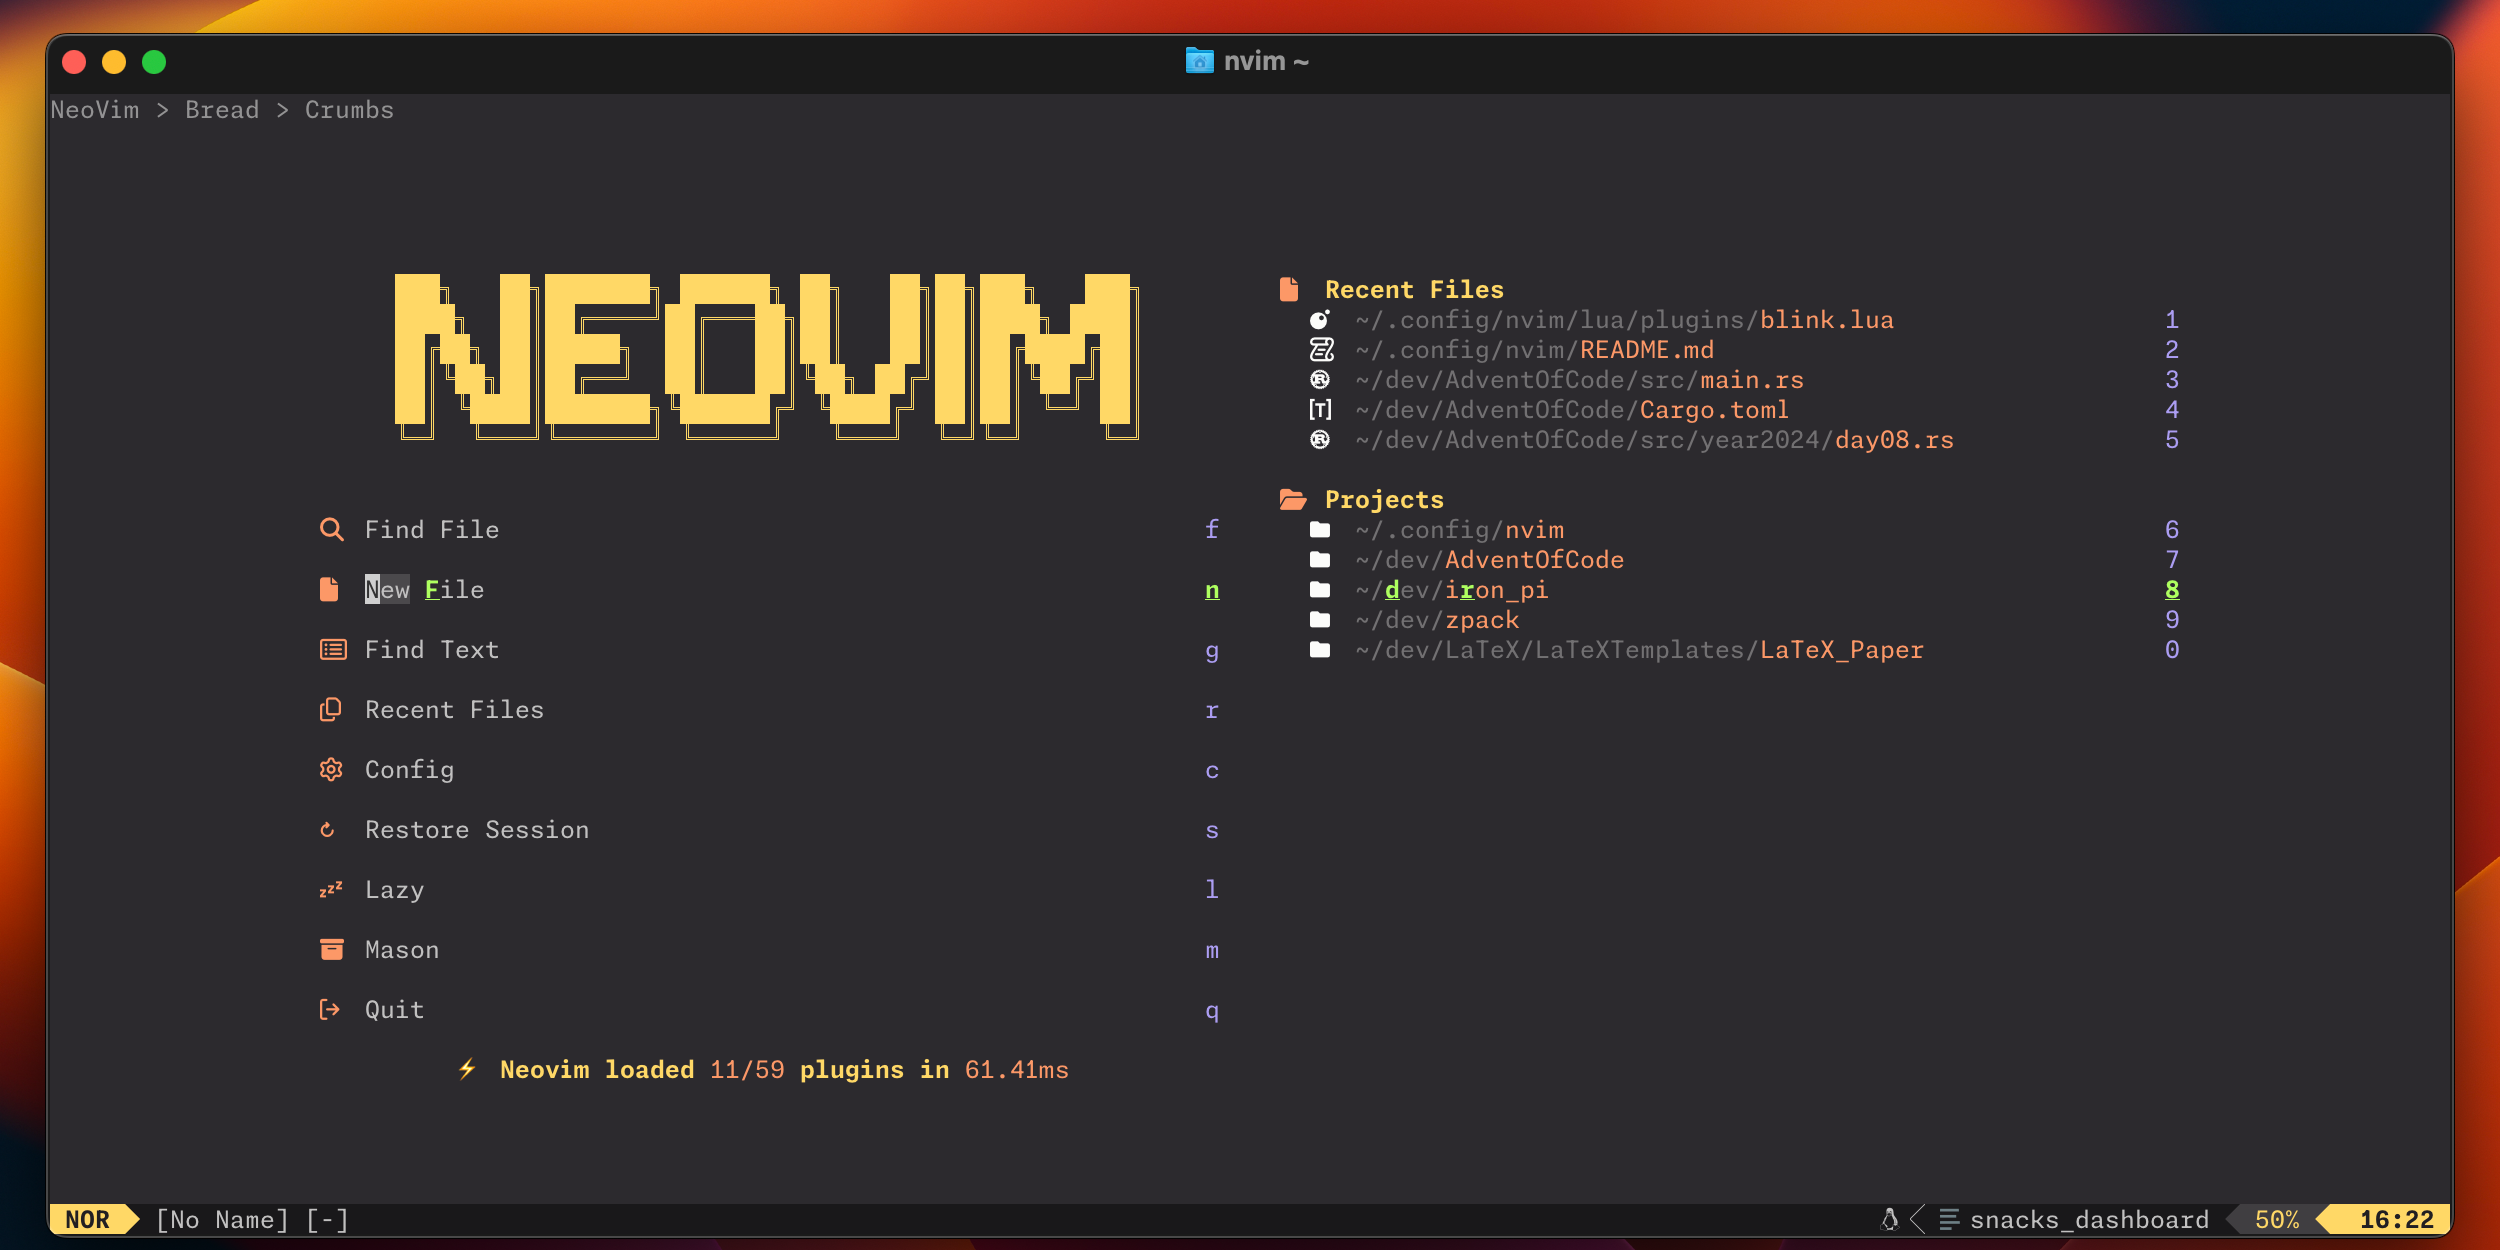 nvim ~
NeoVim > Bread > Crumbs
NEOVIM
Find File f
New File n
Find Text g
Recent Files r
Config c
Restore Session s
Lazy l
Mason m
Quit q
⚡ Neovim loaded 11/59 plugins in 61.41ms
Recent Files
~/.config/nvim/lua/plugins/blink.lua 1
~/.config/nvim/README.md 2
~/dev/AdventOfCode/src/main.rs 3
[T] ~/dev/AdventOfCode/Cargo.toml 4
~/dev/AdventOfCode/src/year2024/day08.rs 5
Projects
~/.config/nvim 6
~/dev/AdventOfCode 7
~/dev/iron_pi 8
~/dev/zpack 9
~/dev/LaTeX/LaTeXTemplates/LaTeX_Paper 0
NOR [No Name] [-] snacks_dashboard 50% 16:22